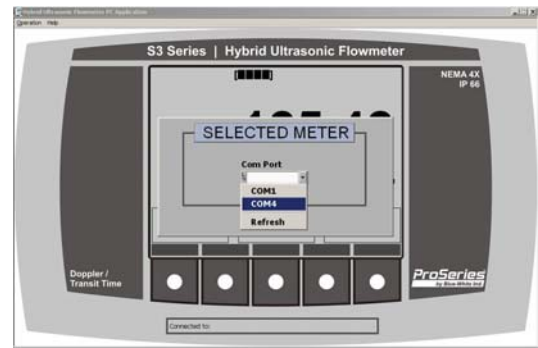 Hybrid Ultrasonic Flowmeter PC Application
Operation Help
S3 Series | Hybrid Ultrasonic Flowmeter
NEMA 4X
IP 66
SELECTED METER
Com Port
COM1
COM4
Refresh
Doppler /
Transit Time
ProSeries
by Blue-White Ind
Connected to: